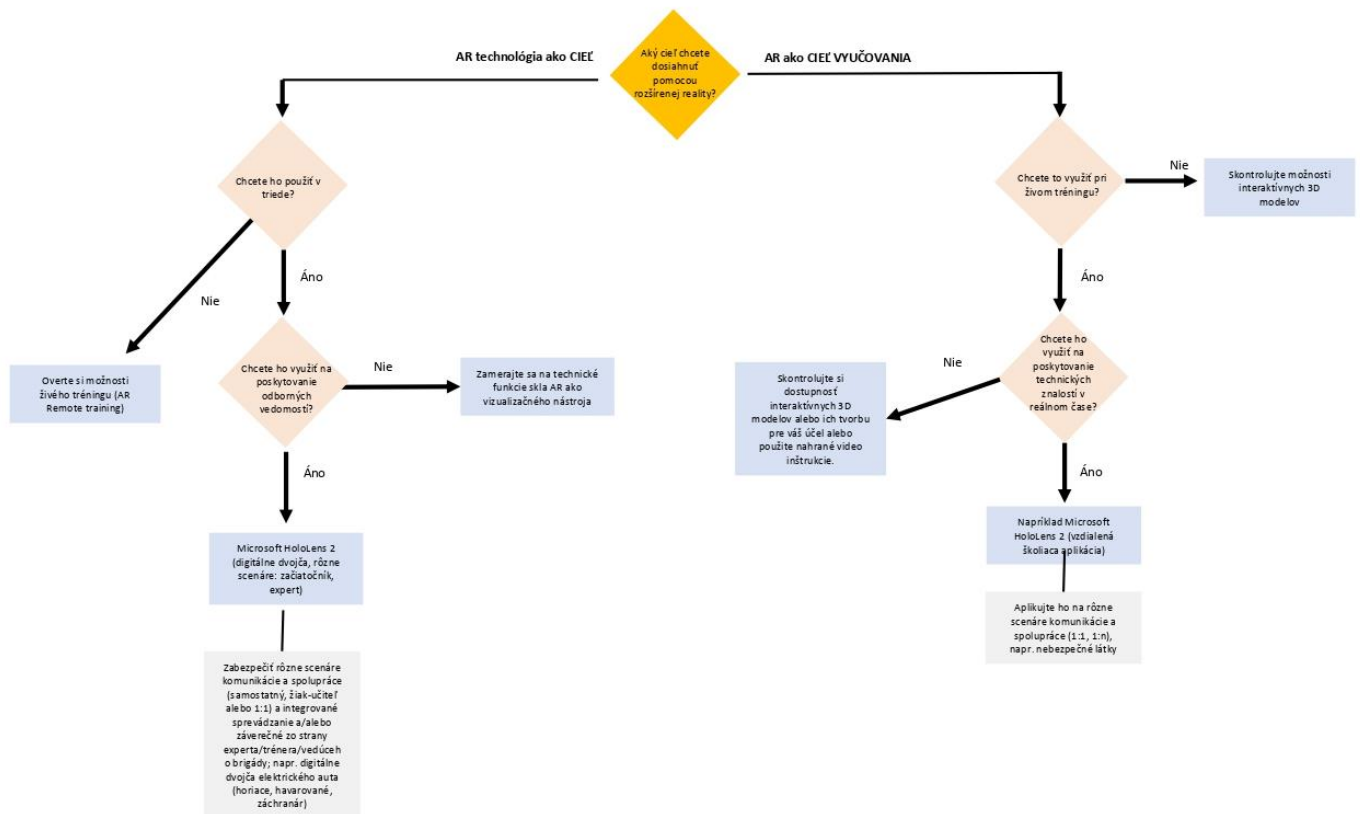 AR technológia ako CIEĽ
Aký cieľ chcete
dosiahnuť
pomocou
rozšírenej reality?
AR ako CIEĽ VYUČOVANIA
Chcete ho použiť v
triede?
Nie
Áno
Overte si možnosti
živého tréningu (AR
Remote training)
Chcete ho využiť na
poskytovanie
odborných
vedomostí?
Nie
Zamerajte sa na technické
funkcie skla AR ako
vizualizačného nástroja
Áno
Microsoft HoloLens 2
(digitálne dvojča, rôzne
scenáre: začiatočník,
expert)
Zabezpečiť rôzne scenáre
komunikácie a spolupráce
(samostatný, žiak-učiteľ
alebo 1:1) a integrované
sprevádzanie a/alebo
záverečné zo strany
experta/trénera/vedúceh
o brigády; napr. digitálne
dvojča elektrického auta
(horiace, havarované,
záchranár)
Chcete to využiť pri
živom tréningu?
Nie
Skontrolujte možnosti
interaktívnych 3D
modelov
Áno
Chcete ho
využiť na
poskytovanie
technických
znalostí v
reálnom čase?
Nie
Skontrolujte si
dostupnosť
interaktívnych 3D
modelov alebo ich tvorbu
pre váš účel alebo
použite nahrané video
inštrukcie.
Áno
Napríklad Microsoft
HoloLens 2 (vzdialená
školiaca aplikácia)
Aplikujte ho na rôzne
scenáre komunikácie a
spolupráce (1:1, 1:n),
napr. nebezpečné látky